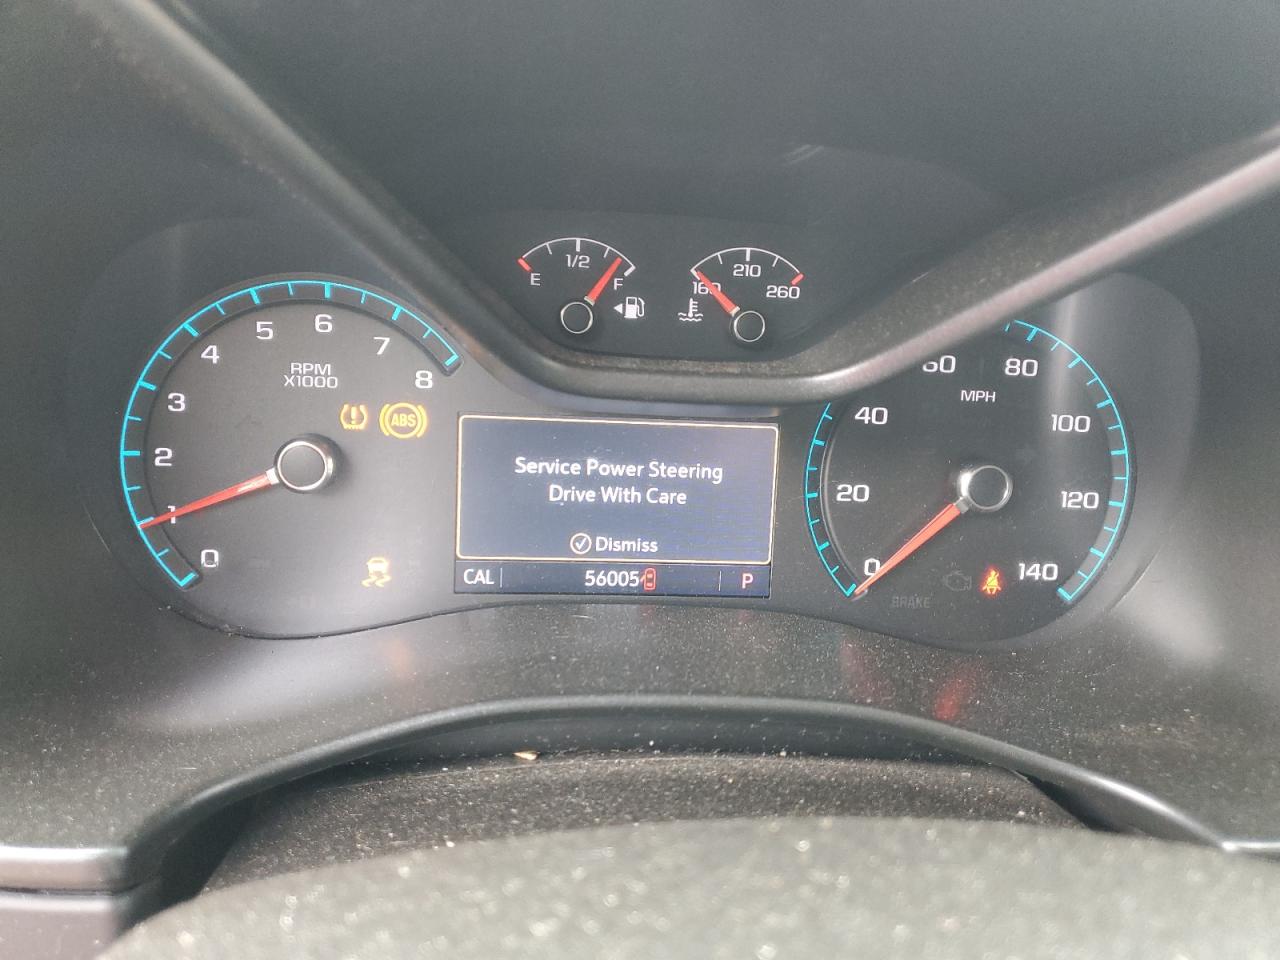 E 1/2 F
160 210 260
0 1 2 3 4 5 6 7 8
RPM
X1000
ABS
Service Power Steering
Drive With Care
Dismiss
CAL 56005 P
0 20 40 60 80 100 120 140
MPH
BRAKE